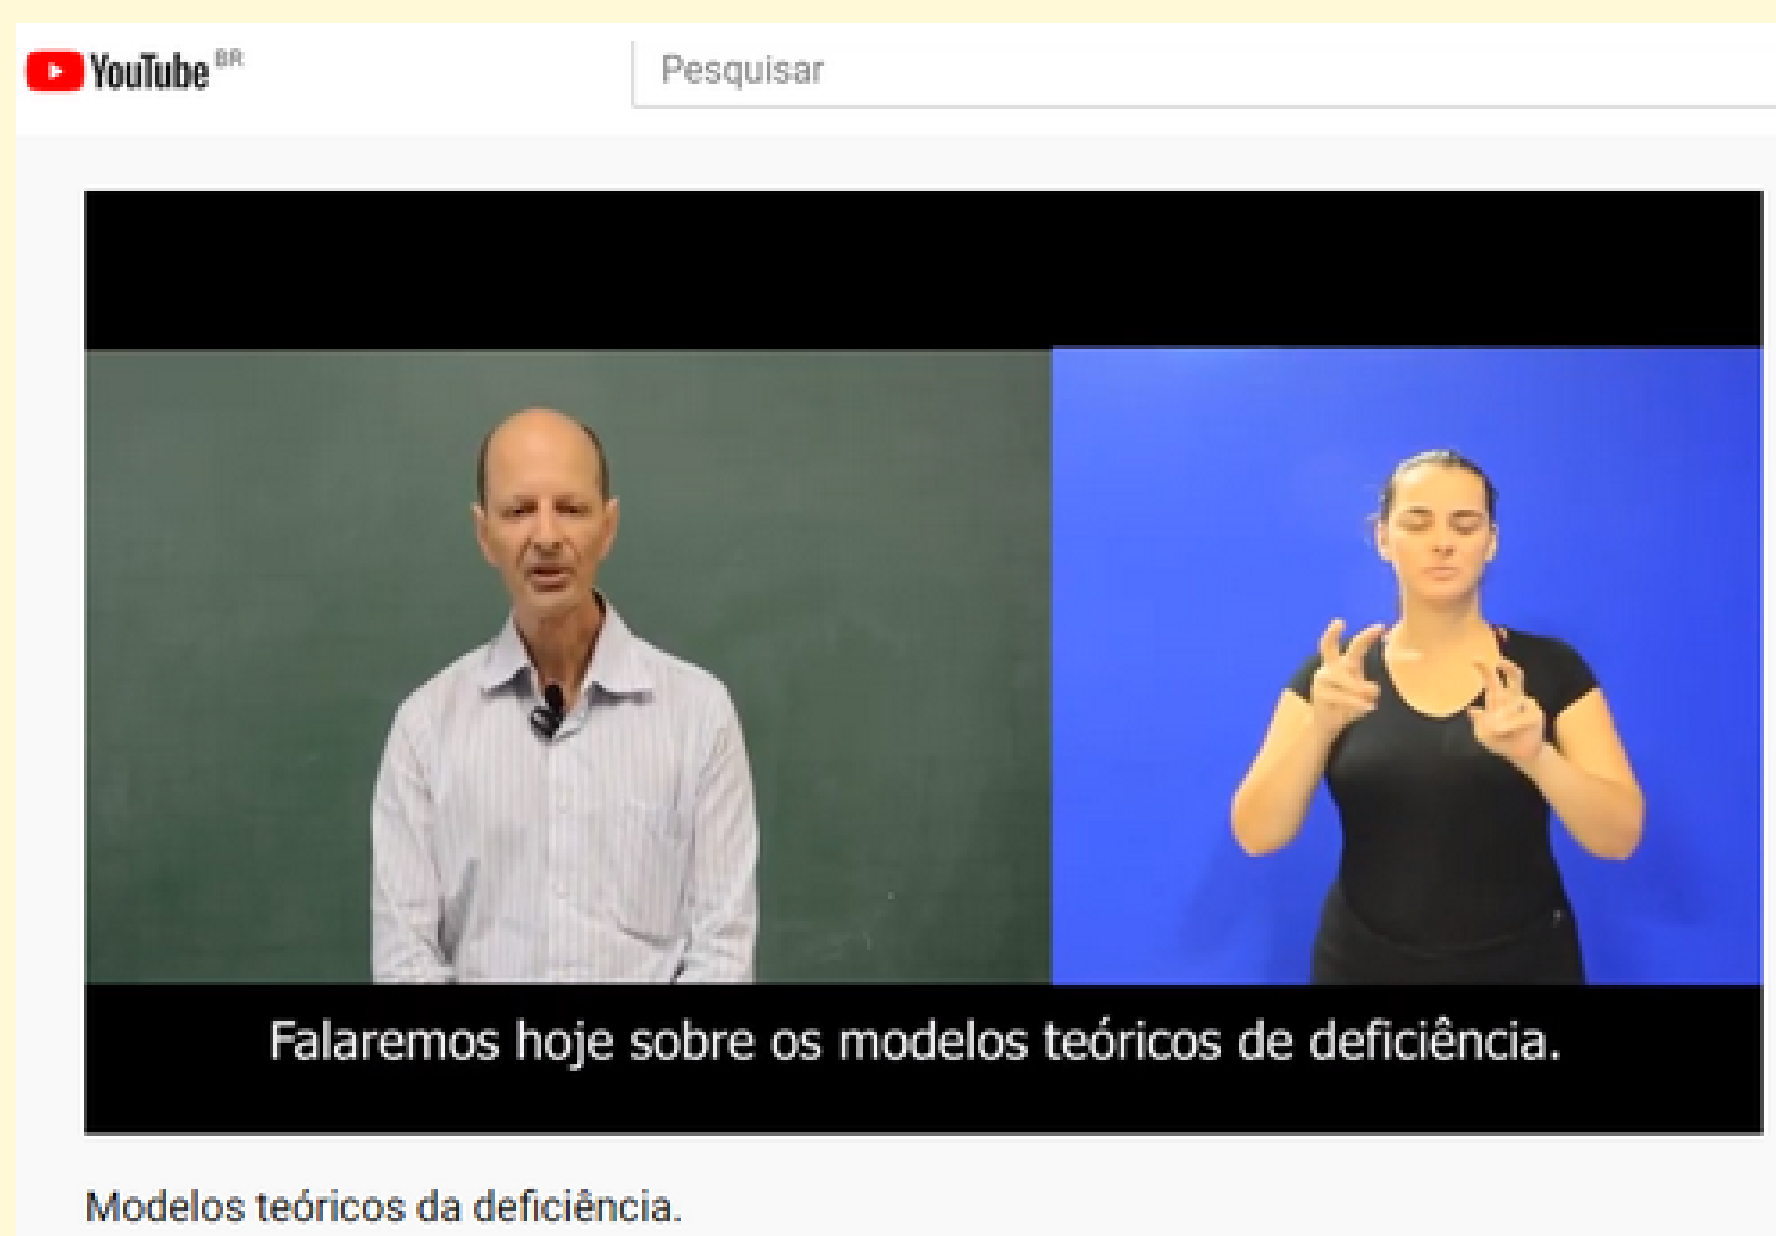 YouTube BR
Pesquisar
Falaremos hoje sobre os modelos teóricos de deficiência.
Modelos teóricos da deficiência.